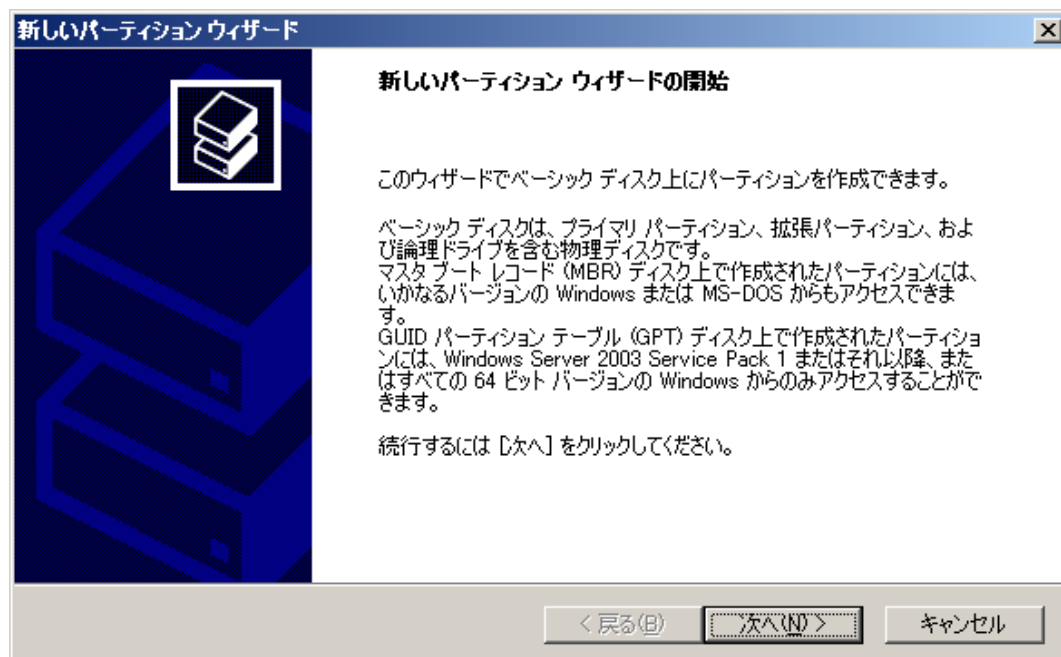 新しいパーティション ウィザード
新しいパーティション ウィザードの開始
このウィザードでベーシック ディスク上にパーティションを作成できます。
ベーシック ディスクは、プライマリ パーティション、拡張パーティション、およ
び論理ドライブを含む物理ディスクです。
マスタ ブート レコード (MBR) ディスク上で作成されたパーティションには、
いかなるバージョンの Windows または MS-DOS からもアクセスできま
す。
GUID パーティション テーブル (GPT) ディスク上で作成されたパーティショ
ンには、Windows Server 2003 Service Pack 1 またはそれ以降、また
はすべての 64 ビット バージョンの Windows からのみアクセスすることがで
きます。
続行するには [次へ] をクリックしてください。
< 戻る(B) 次へ(N) > キャンセル